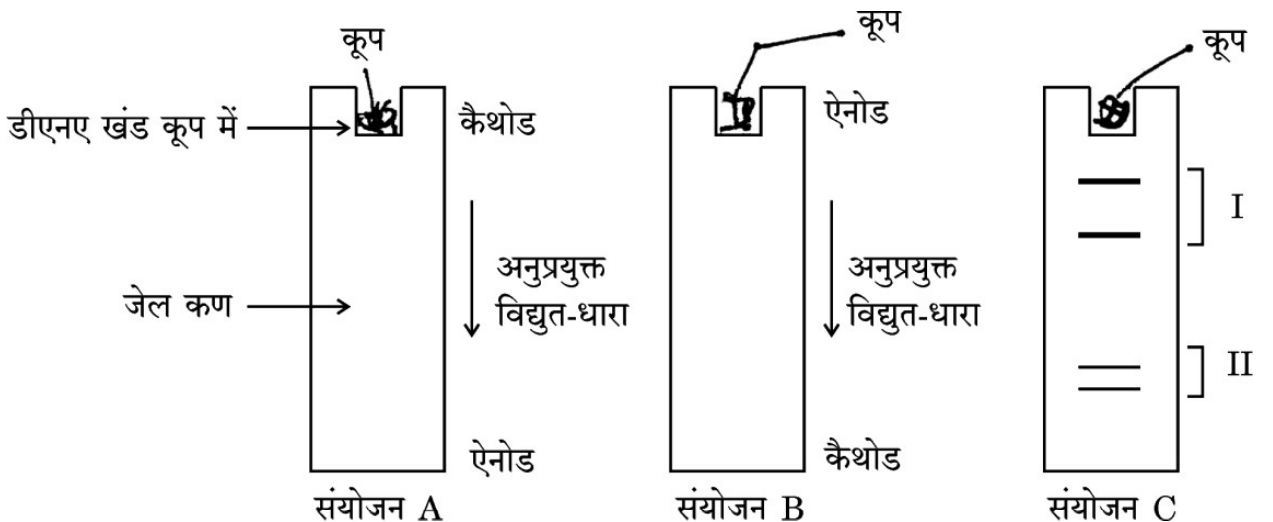 कूप
डीएनए खंड कूप में
कैथोड
अनुप्रयुक्त
विद्युत-धारा
जेल कण
ऐनोड
संयोजन A
कूप
ऐनोड
अनुप्रयुक्त
विद्युत-धारा
कैथोड
संयोजन B
कूप
I
II
संयोजन C